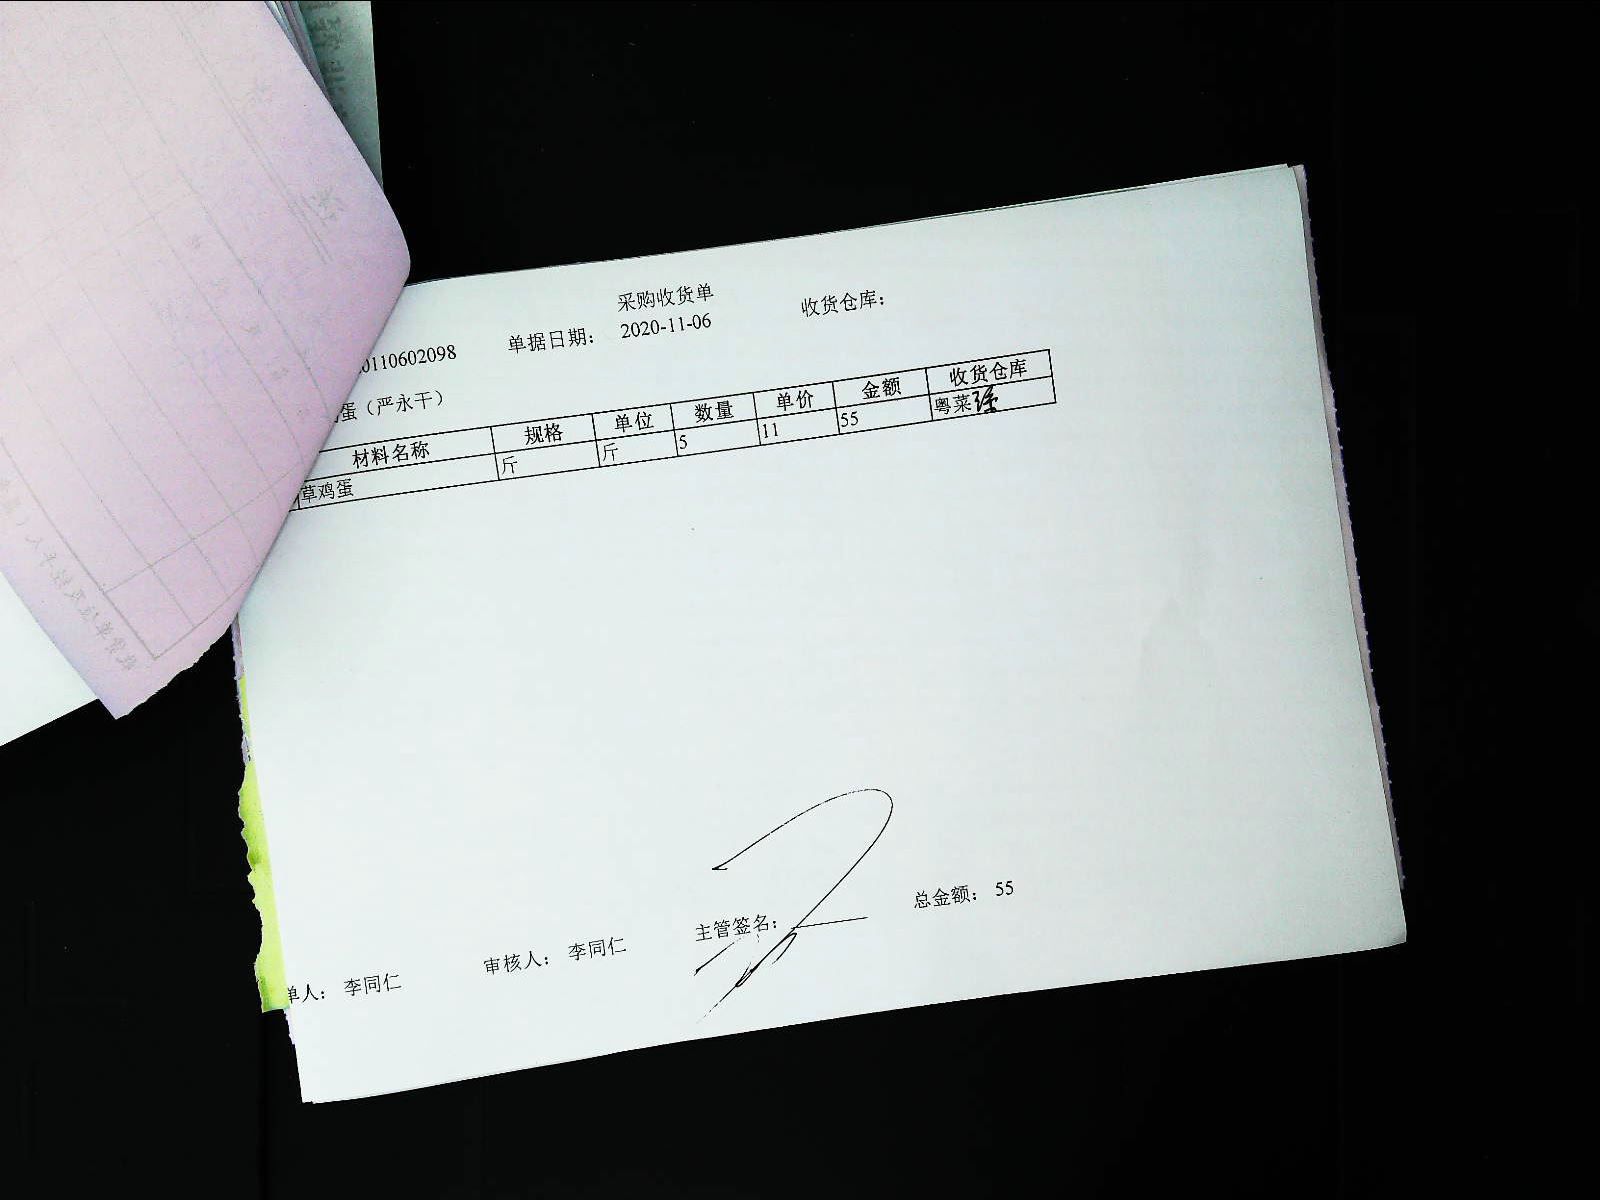 采购收货单
0110602098 单据日期： 2020-11-06 收货仓库：
蛋（严永干）
材料名称 规格 单位 数量 单价 金额 收货仓库
草鸡蛋 斤 斤 5 11 55 粤菜
单人： 李同仁 审核人： 李同仁 主管签名： 总金额： 55